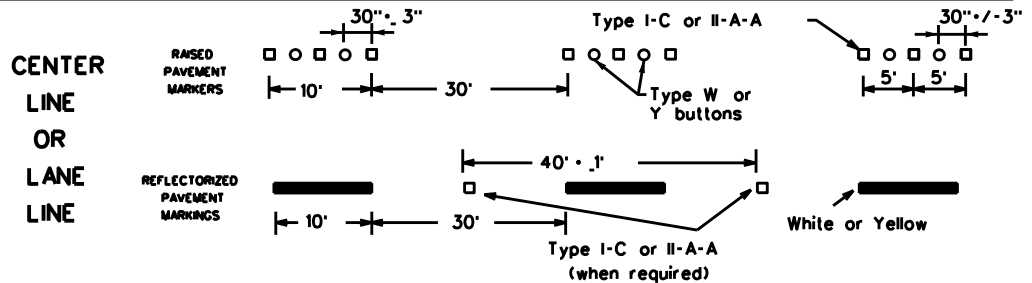 30"·_ 3"
Type I-C or II-A-A
30"·/-3"
CENTER
LINE
OR
LANE
LINE
RAISED
PAVEMENT
MARKERS
10'
30'
Type W or
Y buttons
5'
5'
40' · _1'
REFLECTORIZED
PAVEMENT
MARKINGS
10'
30'
Type I-C or II-A-A
(when required)
White or Yellow